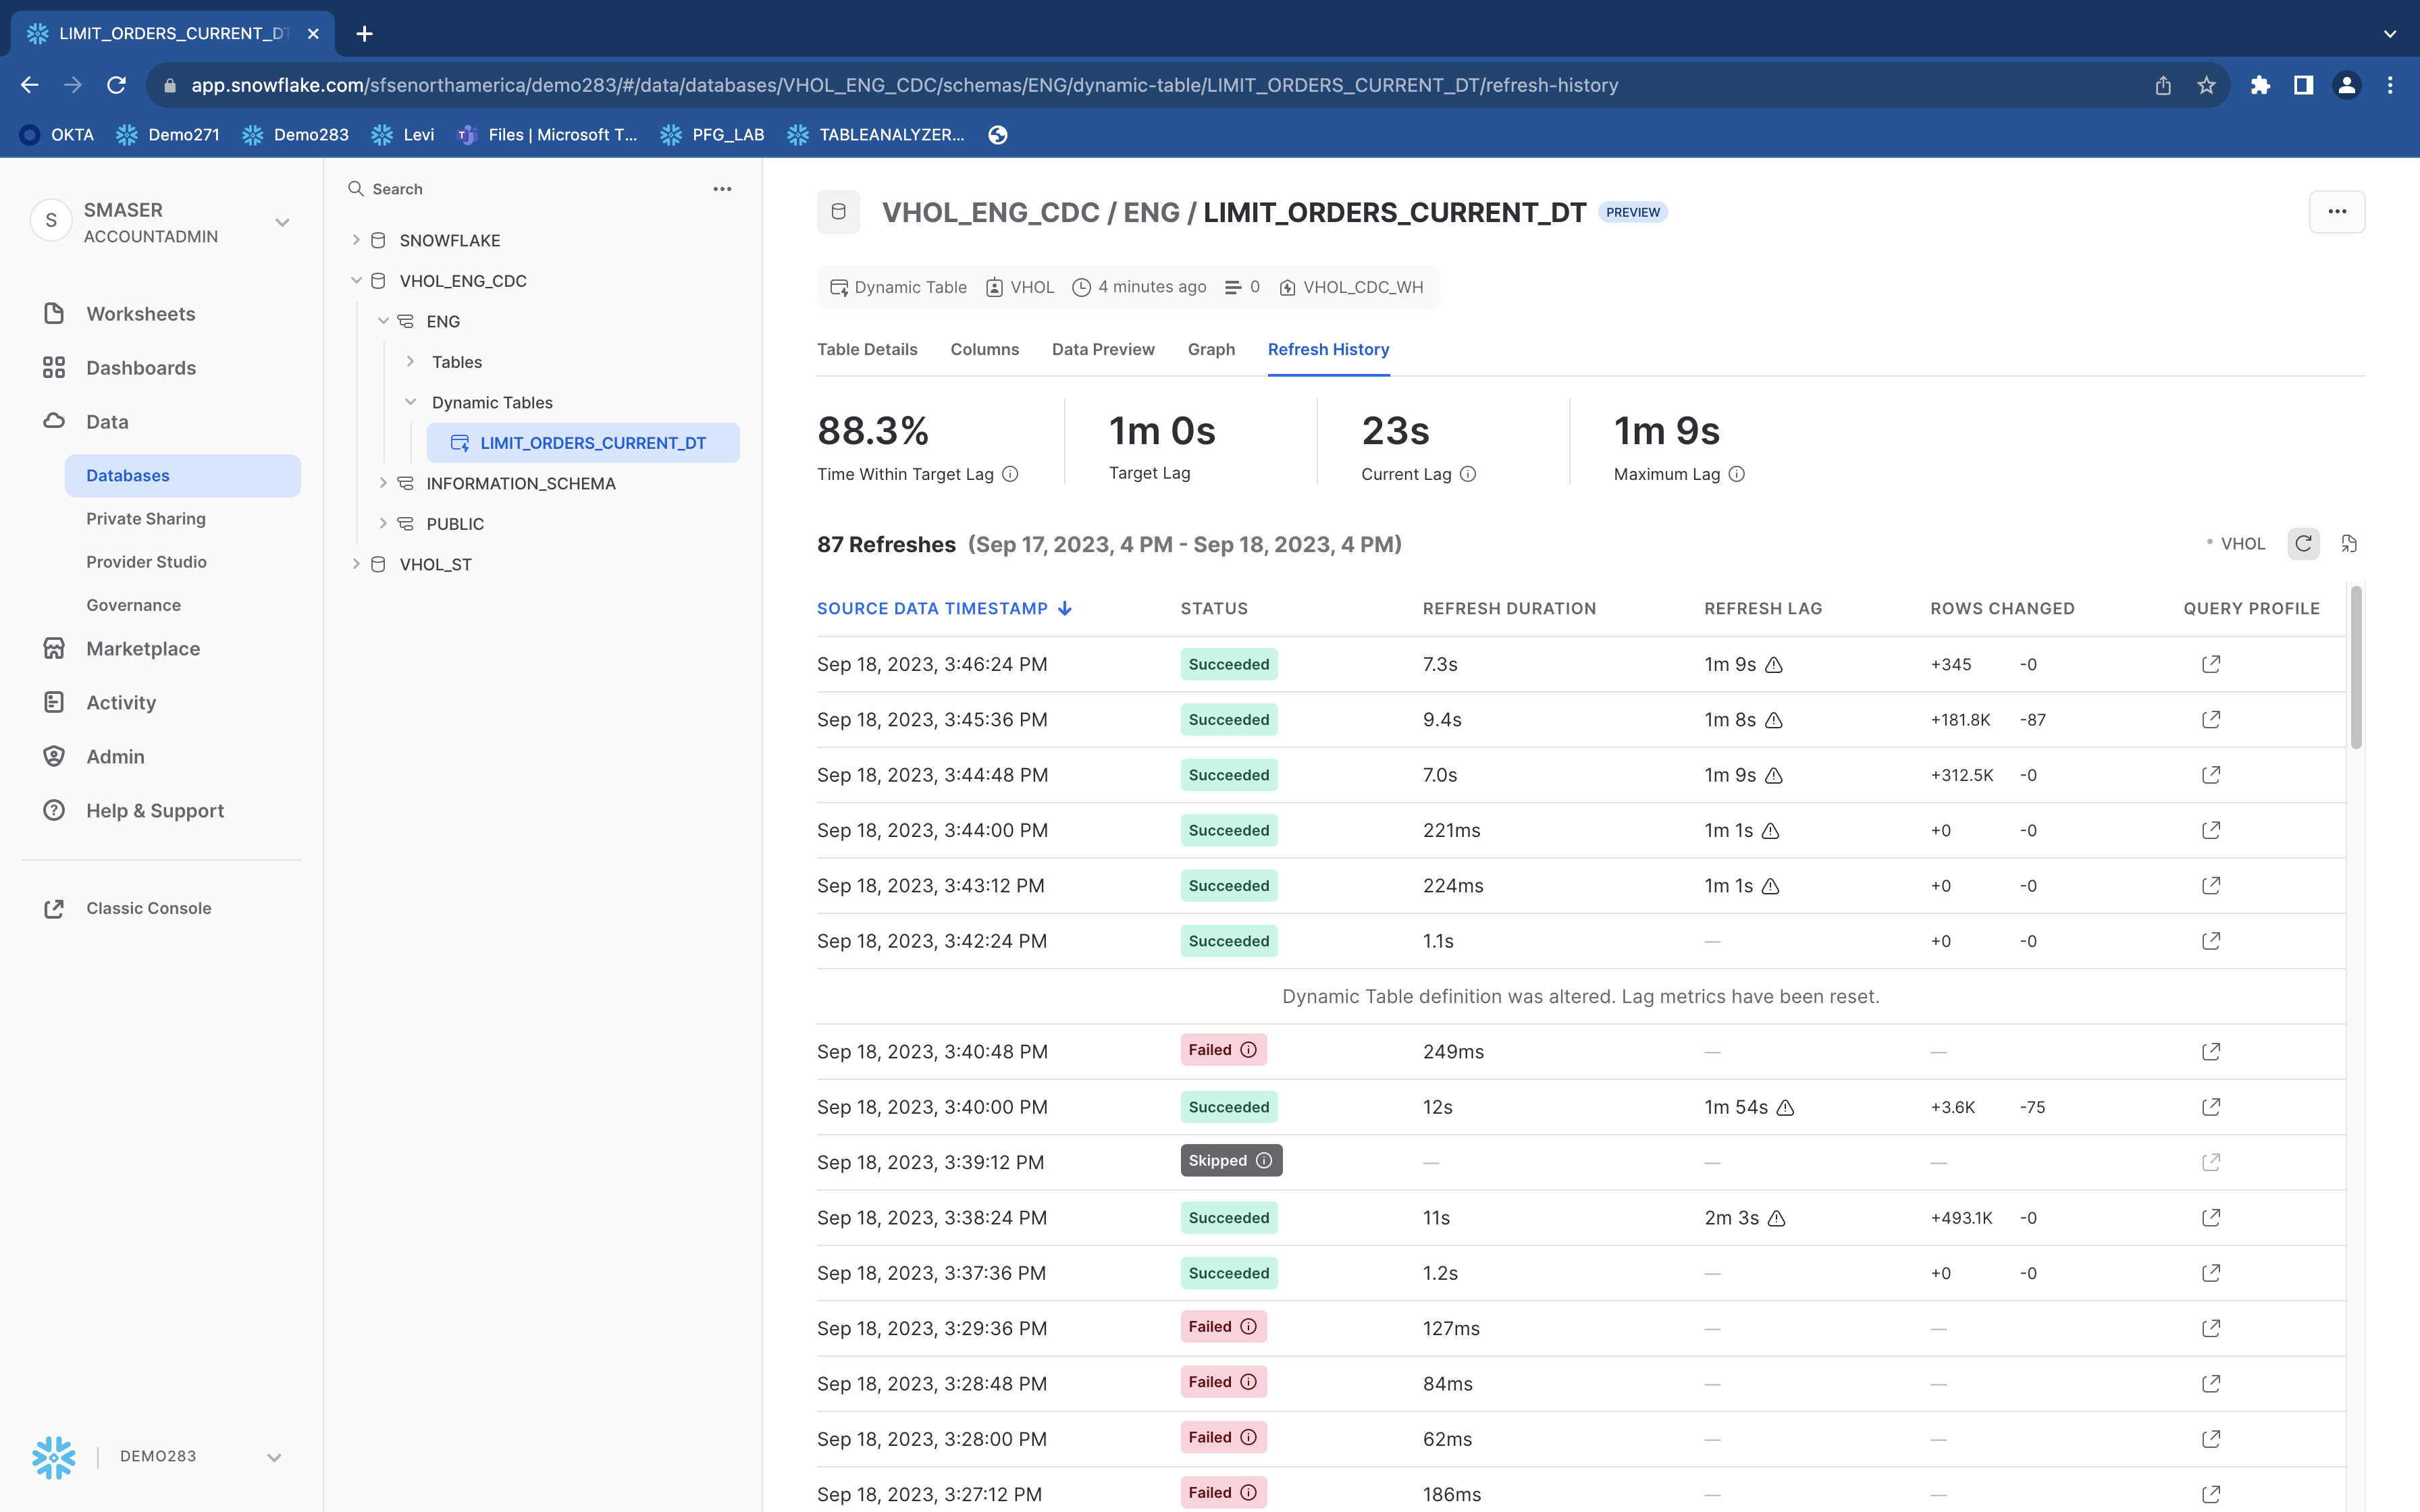 LIMIT_ORDERS_CURRENT_DT
app.snowflake.com/sfsenorthamerica/demo283/#/data/databases/VHOL_ENG_CDC/schemas/ENG/dynamic-table/LIMIT_ORDERS_CURRENT_DT/refresh-history
OKTA Demo271 Demo283 Levi Files | Microsoft T... PFG_LAB TABLEANALYZER...
S
SMASER
ACCOUNTADMIN
Worksheets
Dashboards
Data
Databases
Private Sharing
Provider Studio
Governance
Marketplace
Activity
Admin
Help & Support
Classic Console
DEMO283
Search
SNOWFLAKE
VHOL_ENG_CDC
ENG
Tables
Dynamic Tables
LIMIT_ORDERS_CURRENT_DT
INFORMATION_SCHEMA
PUBLIC
VHOL_ST
VHOL_ENG_CDC / ENG / LIMIT_ORDERS_CURRENT_DT PREVIEW
Dynamic Table VHOL 4 minutes ago 0 VHOL_CDC_WH
Table Details Columns Data Preview Graph Refresh History
88.3% 1m 0s 23s 1m 9s
Time Within Target Lag Target Lag Current Lag Maximum Lag
87 Refreshes (Sep 17, 2023, 4 PM - Sep 18, 2023, 4 PM) VHOL
SOURCE DATA TIMESTAMP STATUS REFRESH DURATION REFRESH LAG ROWS CHANGED QUERY PROFILE
Sep 18, 2023, 3:46:24 PM Succeeded 7.3s 1m 9s +345 -0
Sep 18, 2023, 3:45:36 PM Succeeded 9.4s 1m 8s +181.8K -87
Sep 18, 2023, 3:44:48 PM Succeeded 7.0s 1m 9s +312.5K -0
Sep 18, 2023, 3:44:00 PM Succeeded 221ms 1m 1s +0 -0
Sep 18, 2023, 3:43:12 PM Succeeded 224ms 1m 1s +0 -0
Sep 18, 2023, 3:42:24 PM Succeeded 1.1s — +0 -0
Dynamic Table definition was altered. Lag metrics have been reset.
Sep 18, 2023, 3:40:48 PM Failed 249ms — —
Sep 18, 2023, 3:40:00 PM Succeeded 12s 1m 54s +3.6K -75
Sep 18, 2023, 3:39:12 PM Skipped — — —
Sep 18, 2023, 3:38:24 PM Succeeded 11s 2m 3s +493.1K -0
Sep 18, 2023, 3:37:36 PM Succeeded 1.2s — +0 -0
Sep 18, 2023, 3:29:36 PM Failed 127ms — —
Sep 18, 2023, 3:28:48 PM Failed 84ms — —
Sep 18, 2023, 3:28:00 PM Failed 62ms — —
Sep 18, 2023, 3:27:12 PM Failed 186ms — —